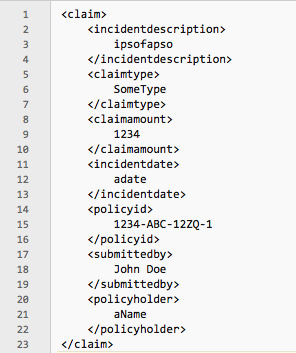 1 <claim>
2     <incidentdescription>
3         ipsofapso
4     </incidentdescription>
5     <claimtype>
6         SomeType
7     </claimtype>
8     <claimamount>
9         1234
10     </claimamount>
11     <incidentdate>
12         adate
13     </incidentdate>
14     <policyid>
15         1234-ABC-12ZQ-1
16     </policyid>
17     <submittedby>
18         John Doe
19     </submittedby>
20     <policyholder>
21         aName
22     </policyholder>
23 </claim>